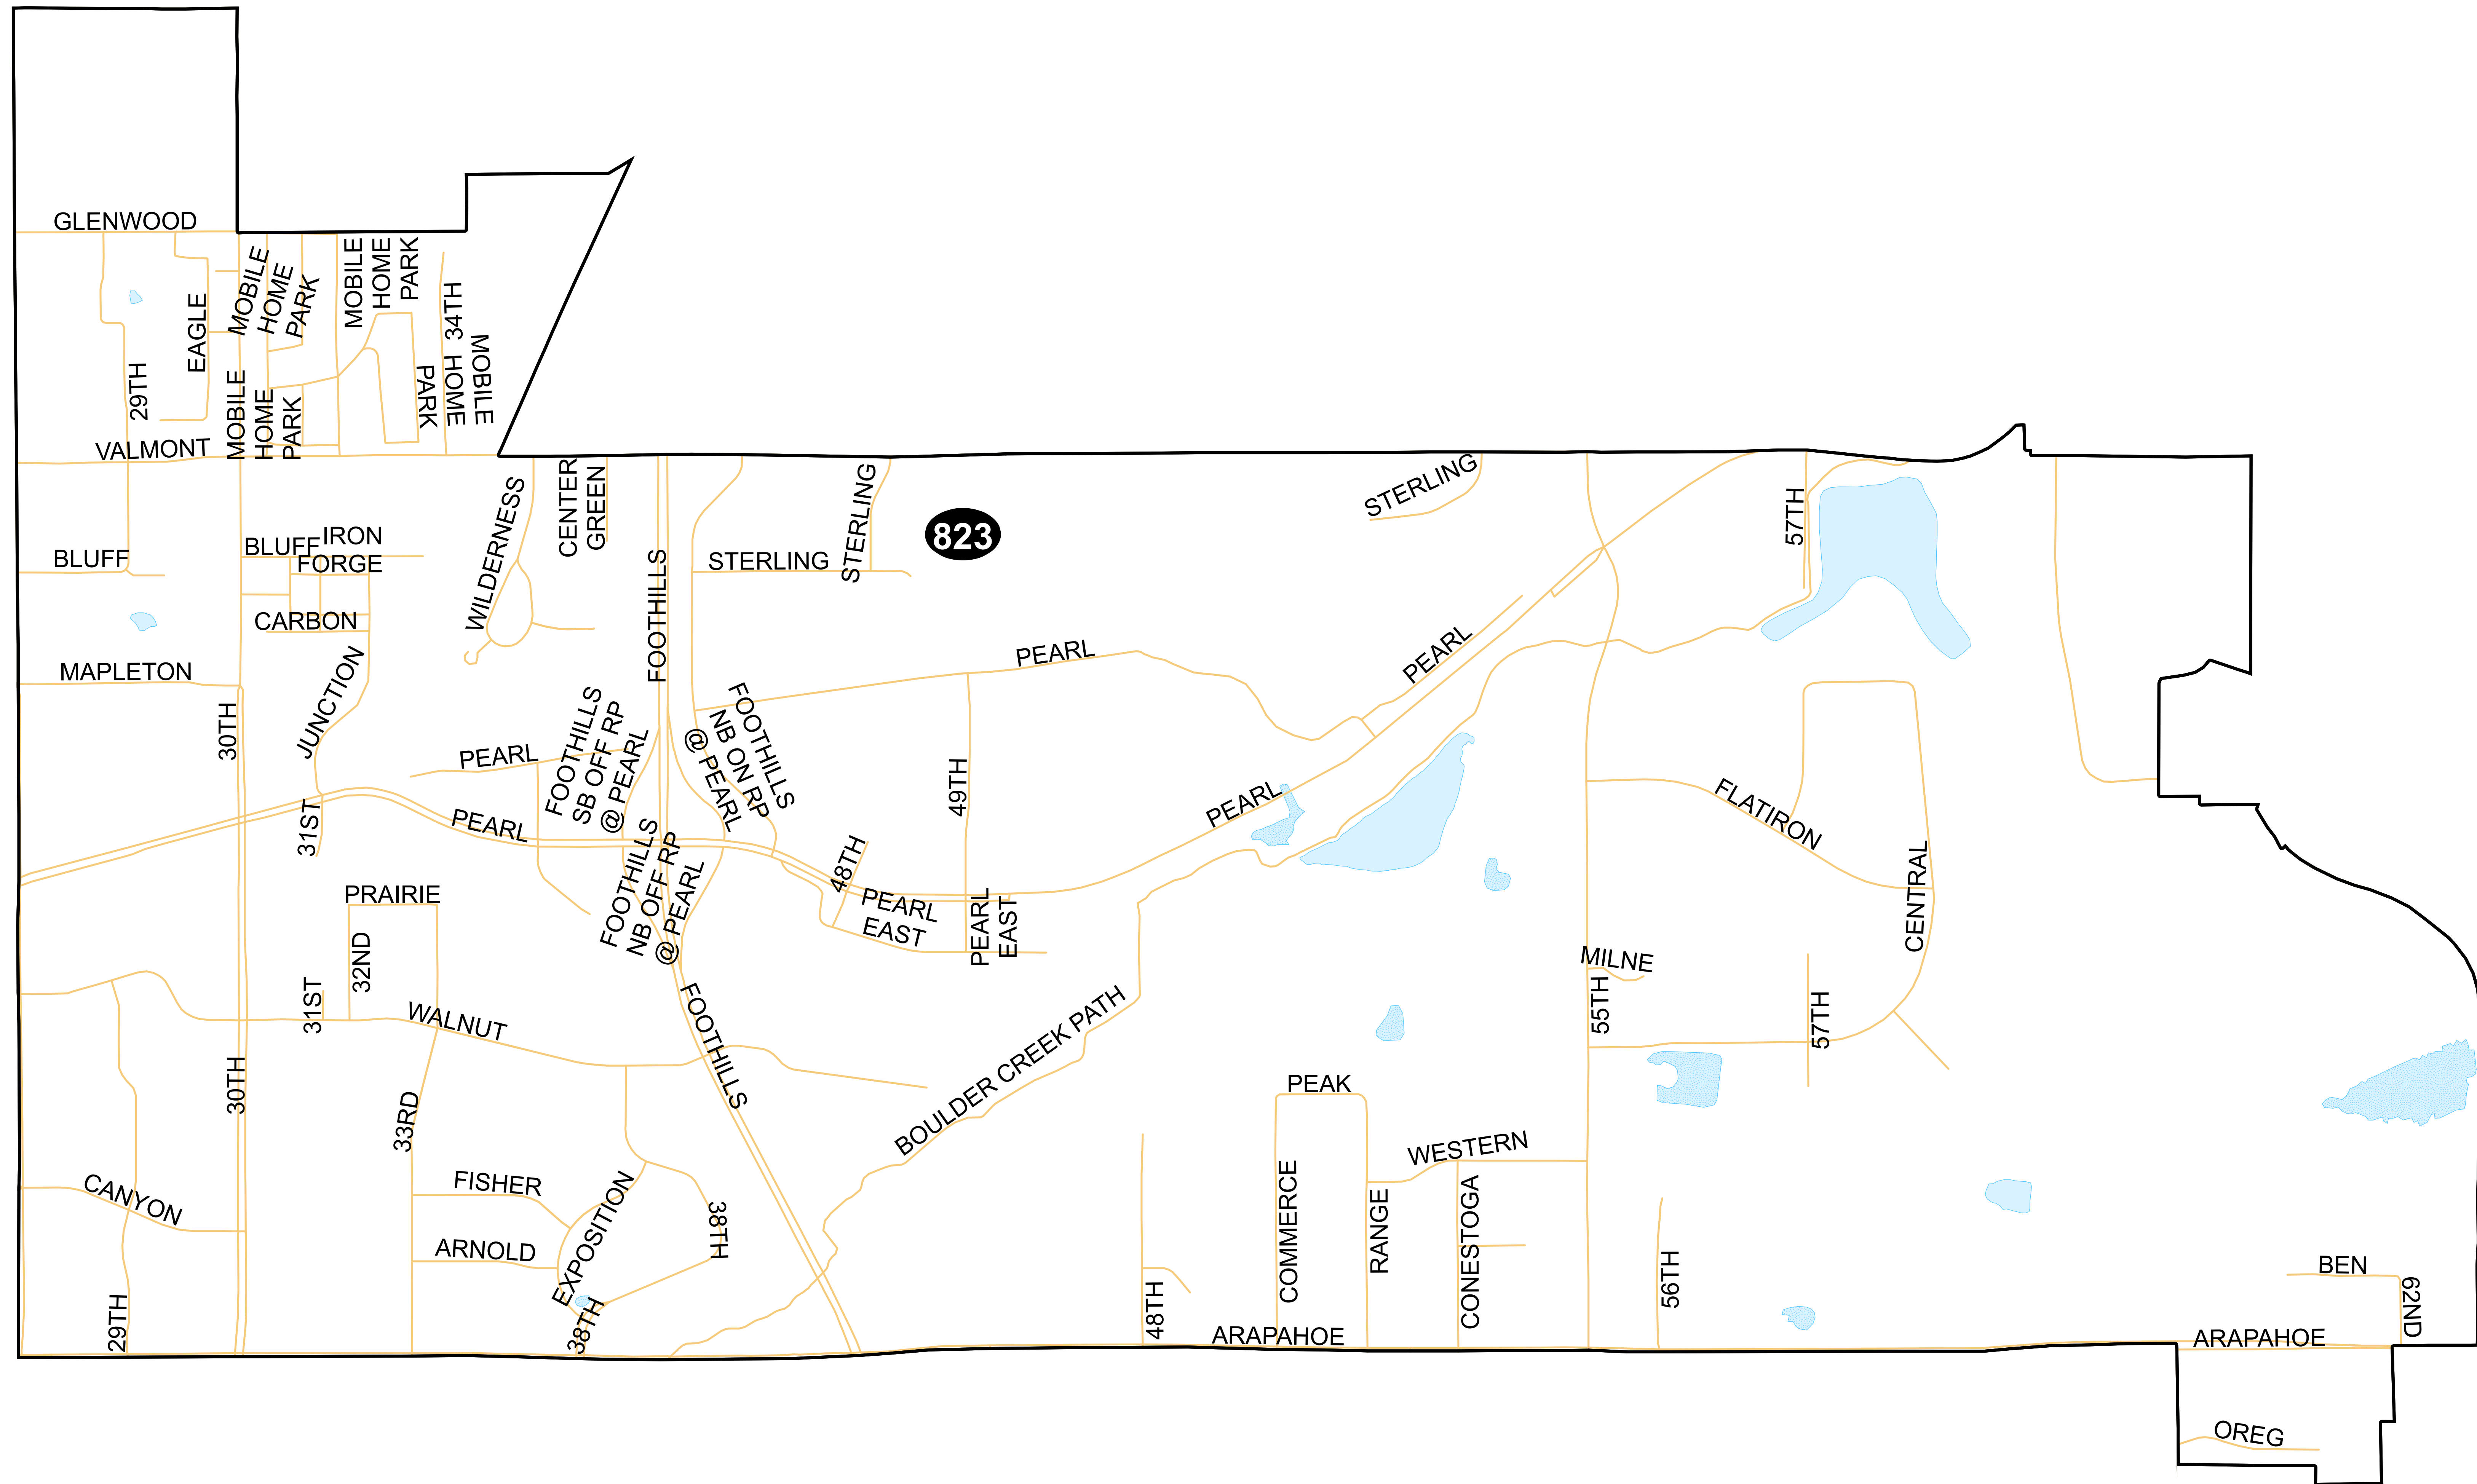 GLENWOOD
MOBILE
HOME
PARK
MOBILE
HOME
PARK
EAGLE
34TH
MOBILE
HOME
PARK
29TH
MOBILE
HOME
PARK
VALMONT
CENTER
GREEN
STERLING
STERLING
WILDERNESS
57TH
823
IRON
BLUFF
BLUFF
FORGE
STERLING
FOOTHILLS
CARBON
MAPLETON
PEARL
PEARL
JUNCTION
30TH
FOOTHILLS
SB OFF RP
@ PEARL
FOOTHILLS
NB ON RP
@ PEARL
PEARL
49TH
PEARL
FLATIRON
31ST
PEARL
FOOTHILLS
NB OFF RP
@ PEARL
48TH
PEARL
EAST
PEARL
EAST
CENTRAL
PRAIRIE
32ND
MILNE
31ST
WALNUT
FOOTHILLS
55TH
57TH
BOULDER CREEK PATH
30TH
PEAK
33RD
WESTERN
CANYON
FISHER
EXPOSITION
38TH
COMMERCE
RANGE
CONESTOGA
ARNOLD
56TH
BEN
62ND
29TH
38TH
48TH
ARAPAHOE
ARAPAHOE
OREG